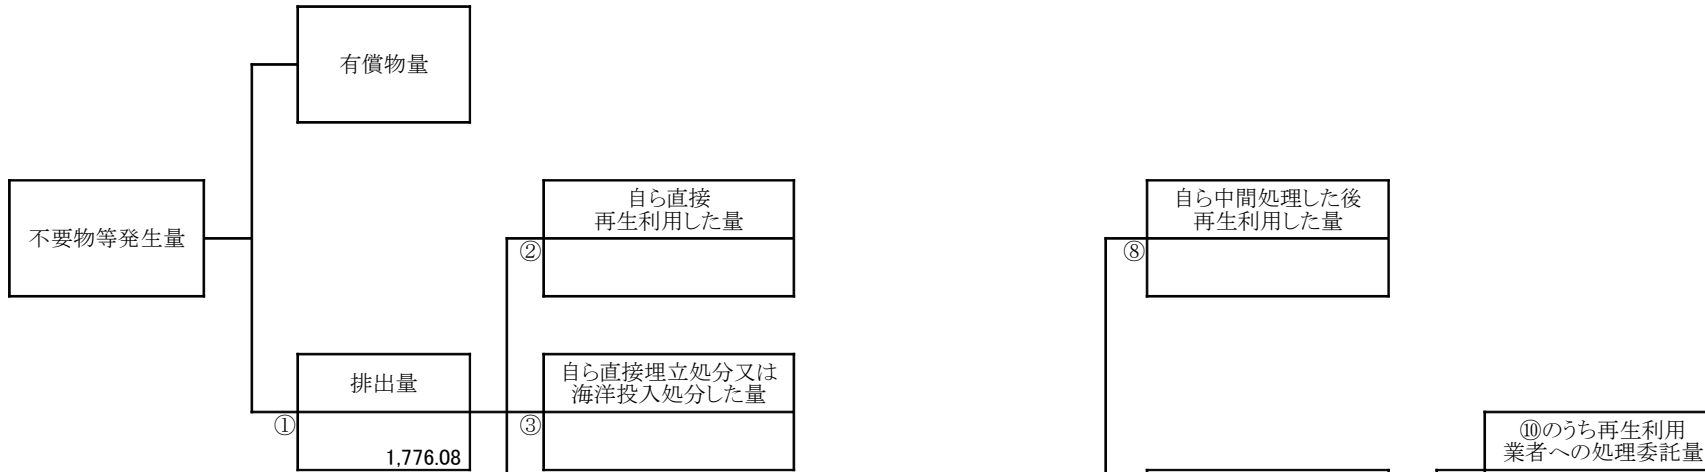 有償物量
不要物等発生量
自ら直接
再生利用した量
②
自ら中間処理した後
再生利用した量
⑧
排出量
①
1,776.08
自ら直接埋立処分又は
海洋投入処分した量
③
⑩のうち再生利用
業者への処理委託量